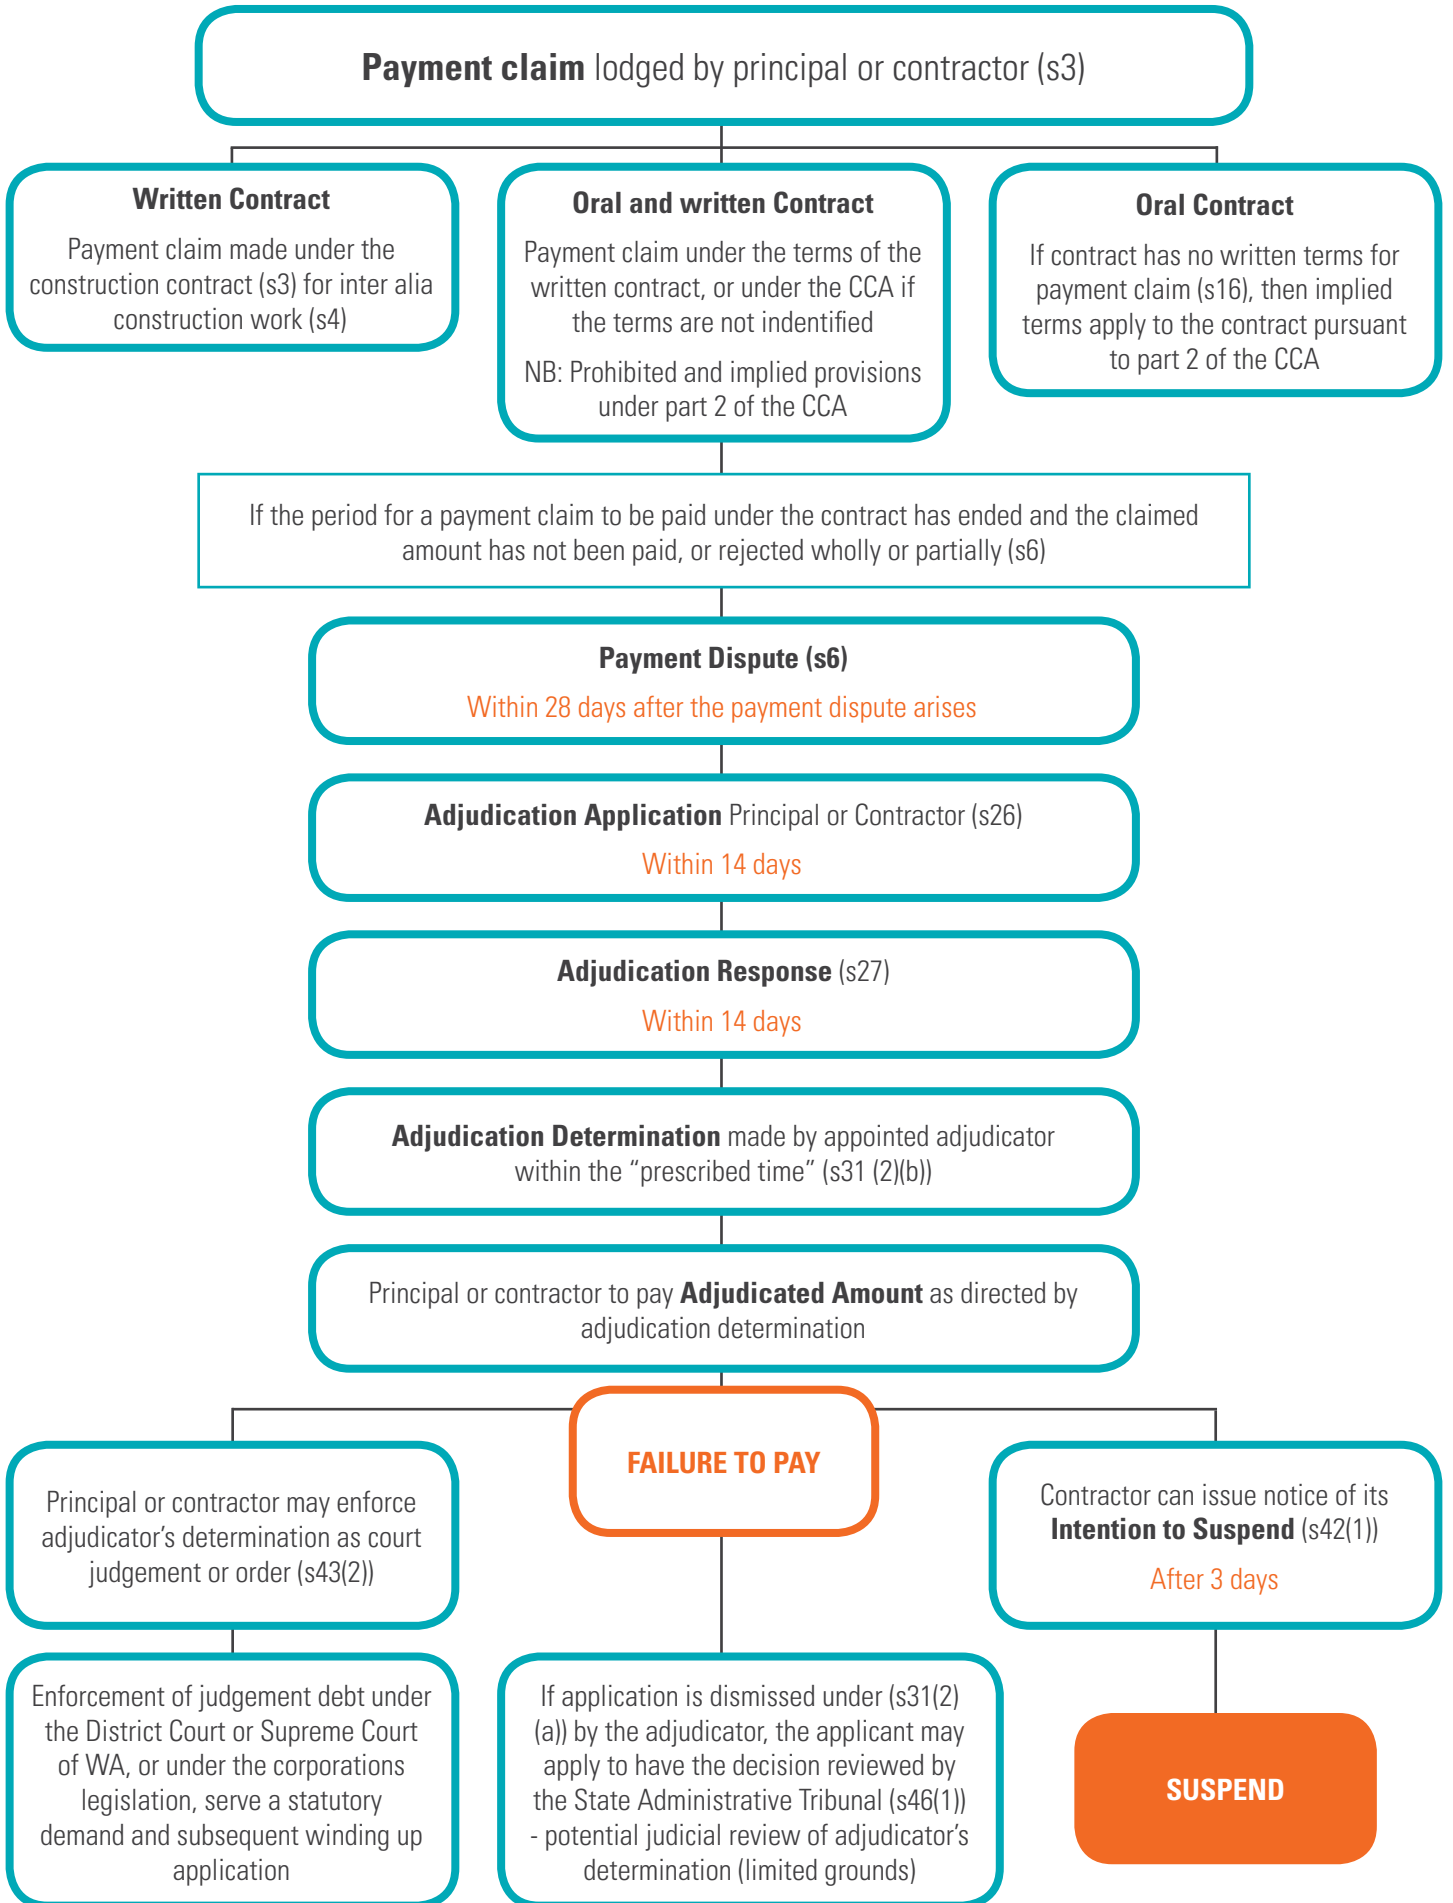 Payment claim lodged by principal or contractor (s3)
Written Contract
Payment claim made under the
construction contract (s3) for inter alia
construction work (s4)
Oral and written Contract
Payment claim under the terms of the
written contract, or under the CCA if
the terms are not indentified
NB: Prohibited and implied provisions
under part 2 of the CCA
Oral Contract
If contract has no written terms for
payment claim (s16), then implied
terms apply to the contract pursuant
to part 2 of the CCA
If the period for a payment claim to be paid under the contract has ended and the claimed
amount has not been paid, or rejected wholly or partially (s6)
Payment Dispute (s6)
Within 28 days after the payment dispute arises
Adjudication Application Principal or Contractor (s26)
Within 14 days
Adjudication Response (s27)
Within 14 days
Adjudication Determination made by appointed adjudicator
within the “prescribed time” (s31 (2)(b))
Principal or contractor to pay Adjudicated Amount as directed by
adjudication determination
FAILURE TO PAY
Principal or contractor may enforce
adjudicator’s determination as court
judgement or order (s43(2))
Contractor can issue notice of its
Intention to Suspend (s42(1))
After 3 days
Enforcement of judgement debt under
the District Court or Supreme Court
of WA, or under the corporations
legislation, serve a statutory
demand and subsequent winding up
application
If application is dismissed under (s31(2)
(a)) by the adjudicator, the applicant may
apply to have the decision reviewed by
the State Administrative Tribunal (s46(1))
- potential judicial review of adjudicator’s
determination (limited grounds)
SUSPEND